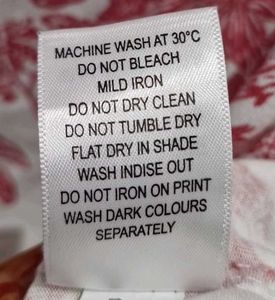 MACHINE WASH AT 30°C
DO NOT BLEACH
MILD IRON
DO NOT DRY CLEAN
DO NOT TUMBLE DRY
FLAT DRY IN SHADE
WASH INDISE OUT
DO NOT IRON ON PRINT
WASH DARK COLOURS
SEPARATELY